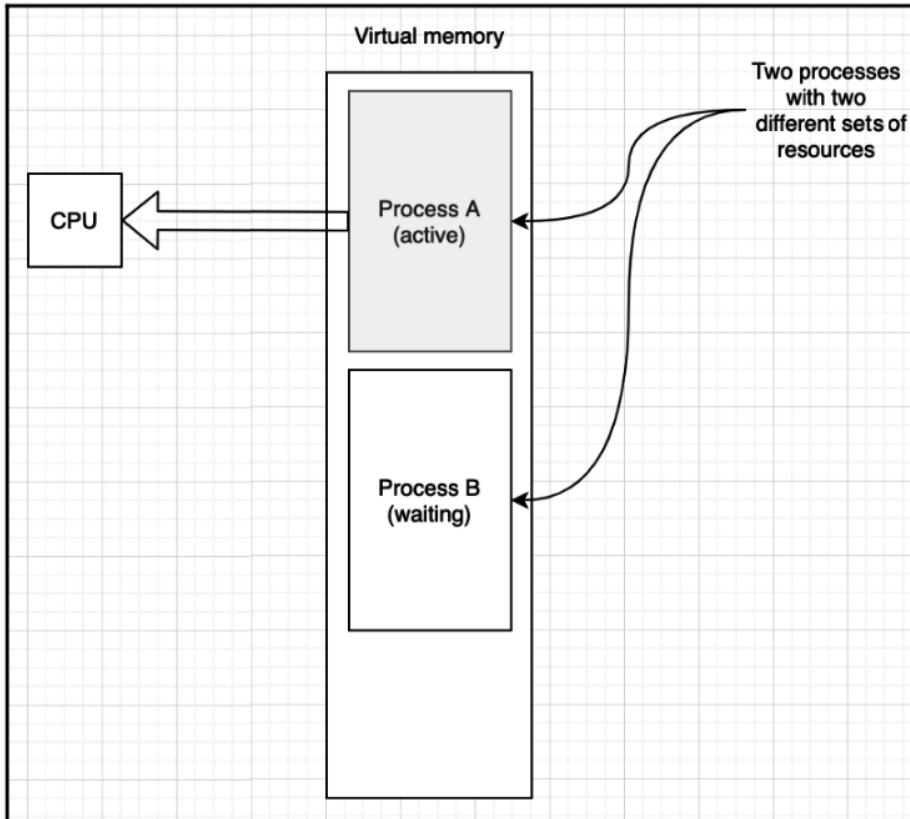 Virtual memory
Two processes
with two
different sets of
resources
CPU
Process A
(active)
Process B
(waiting)